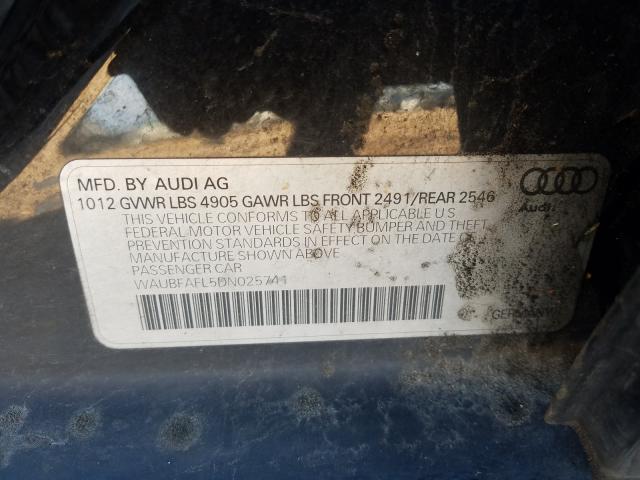 MFD. BY AUDI AG
1012 GVWR LBS 4905 GAWR LBS FRONT 2491/REAR 2546
THIS VEHICLE CONFORMS TO ALL APPLICABLE U S
FEDERAL MOTOR VEHICLE SAFETY BUMPER AND THEFT
PREVENTION STANDARDS IN EFFECT ON THE DATE OF
MANUFACTURE SHOWN ABOVE
PASSENGER CAR
WAUBFAFL5DN025741
Audi
GERMANY